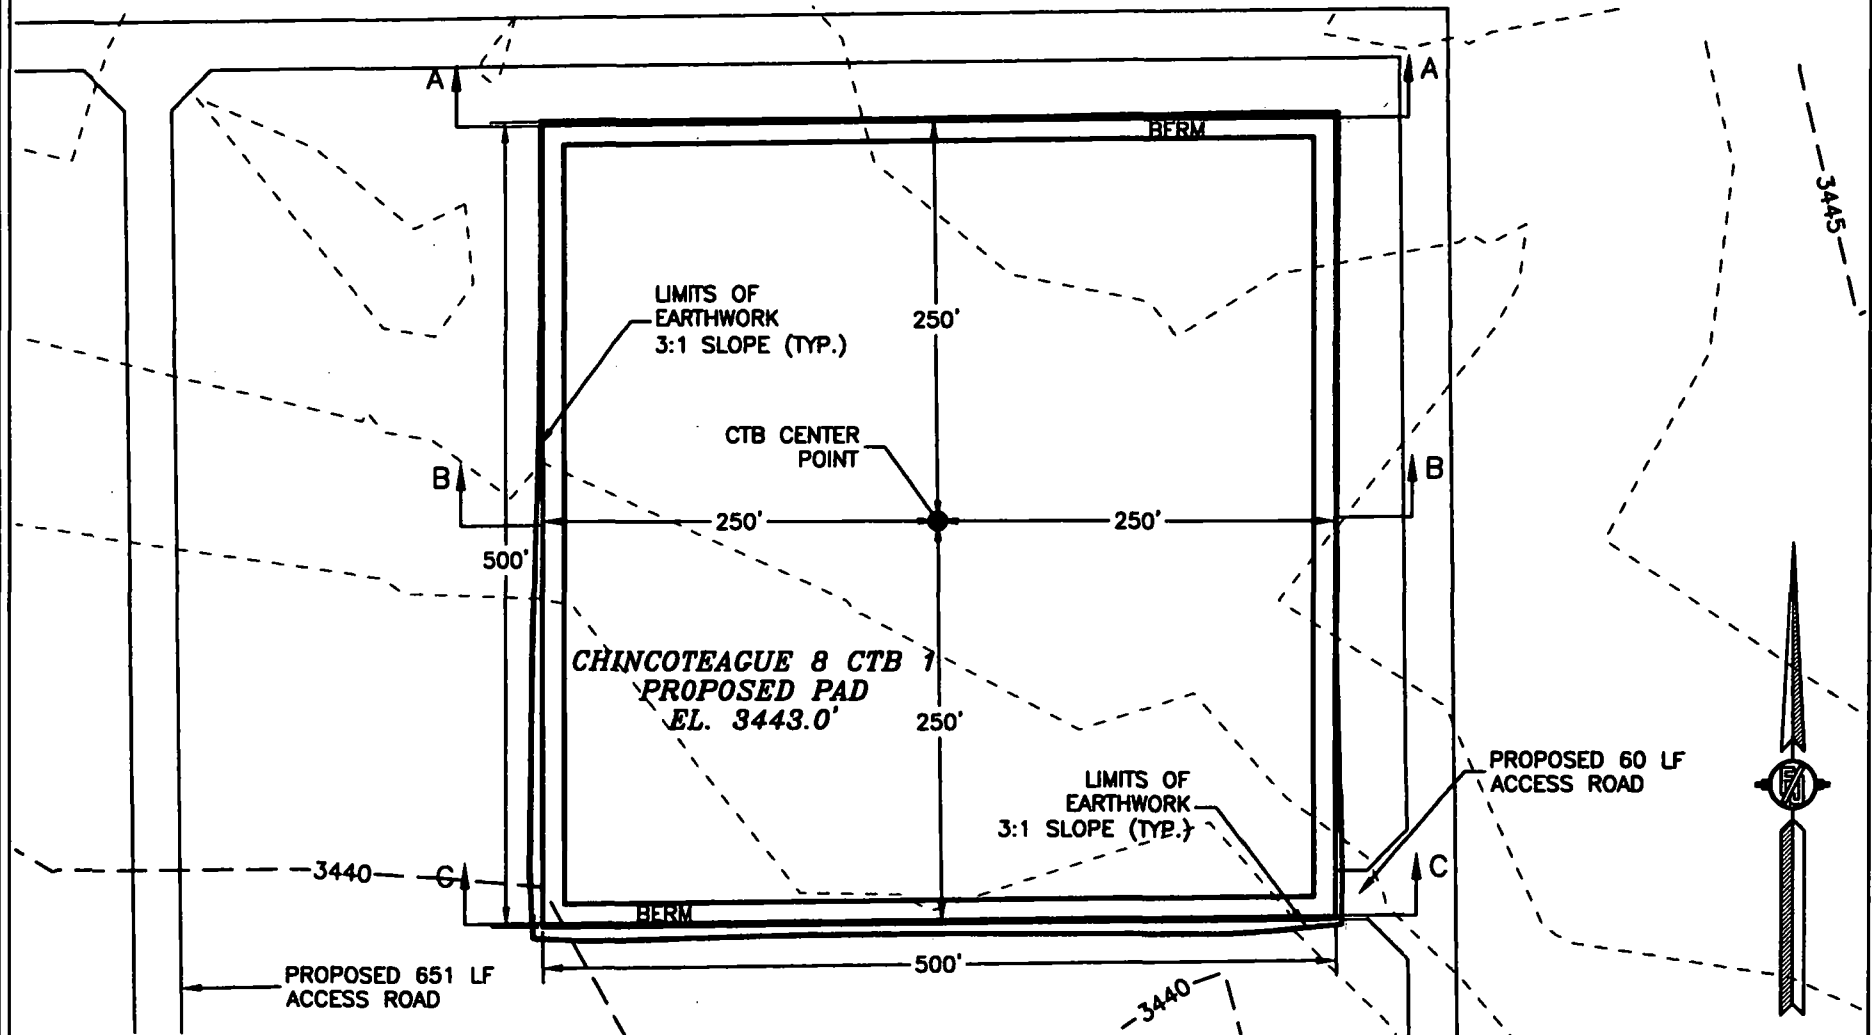 A
A
BERM
3445
LIMITS OF
EARTHWORK
3:1 SLOPE (TYP.)
250'
CTB CENTER
POINT
B
B
250'
250'
500'
CHINCOTEAGUE 8 CTB 1
PROPOSED PAD
EL. 3443.0'
250'
PROPOSED 60 LF
ACCESS ROAD
LIMITS OF
EARTHWORK
3:1 SLOPE (TYP.)
3440
C
C
BERM
500'
PROPOSED 651 LF
ACCESS ROAD
3440